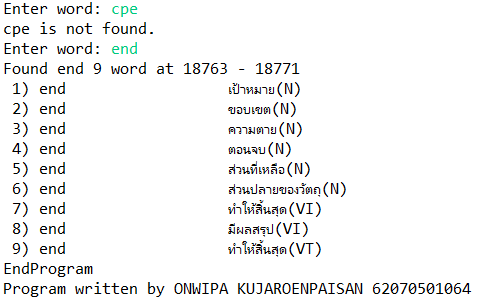 Enter word: cpe
cpe is not found.
Enter word: end
Found end 9 word at 18763 - 18771
1) end เป้าหมาย(N)
2) end ขอบเขต(N)
3) end ความตาย(N)
4) end ตอนจบ(N)
5) end ส่วนที่เหลือ(N)
6) end ส่วนปลายของวัตถุ(N)
7) end ทำให้สิ้นสุด(VI)
8) end มีผลสรุป(VI)
9) end ทำให้สิ้นสุด(VT)
EndProgram
Program written by ONWIPA KUJAROENPAISAN 62070501064